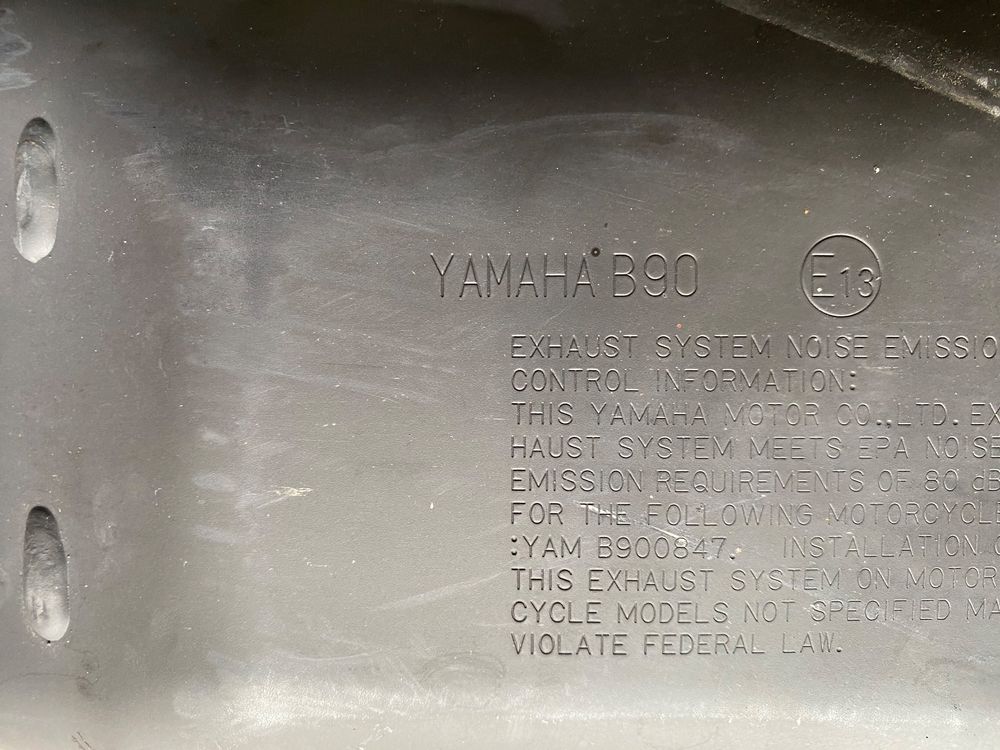 YAMAHA B90 E13
EXHAUST SYSTEM NOISE EMISSIO
CONTROL INFORMATION:
THIS YAMAHA MOTOR CO.,LTD. EX
HAUST SYSTEM MEETS EPA NOISE
EMISSION REQUIREMENTS OF 80 dB
FOR THE FOLLOWING MOTORCYCLE
:YAM B900847. INSTALLATION O
THIS EXHAUST SYSTEM ON MOTOR
CYCLE MODELS NOT SPECIFIED MA
VIOLATE FEDERAL LAW.